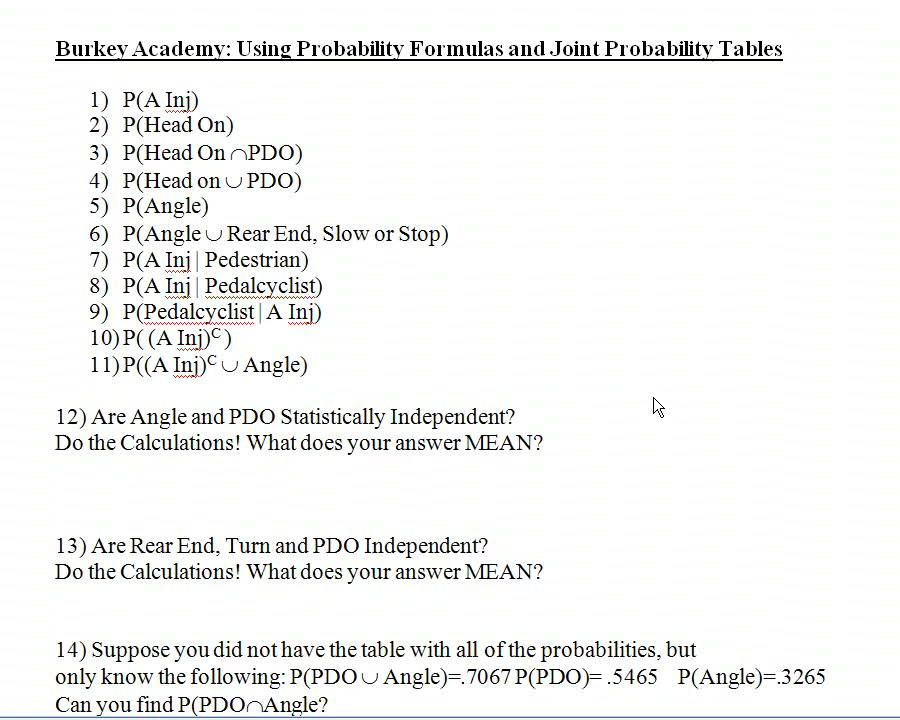 Burkey Academy: Using Probability Formulas and Joint Probability Tables
1) P(A Inj)
2) P(Head On)
3) P(Head On ∩PDO)
4) P(Head on ∪ PDO)
5) P(Angle)
6) P(Angle ∪ Rear End, Slow or Stop)
7) P(A Inj | Pedestrian)
8) P(A Inj | Pedalcyclist)
9) P(Pedalcyclist | A Inj)
10) P( (A Inj)ᶜ )
11) P((A Inj)ᶜ ∪ Angle)
12) Are Angle and PDO Statistically Independent?
Do the Calculations! What does your answer MEAN?
13) Are Rear End, Turn and PDO Independent?
Do the Calculations! What does your answer MEAN?
14) Suppose you did not have the table with all of the probabilities, but
only know the following: P(PDO ∪ Angle)=.7067 P(PDO)= .5465 P(Angle)=.3265
Can you find P(PDO∩Angle?